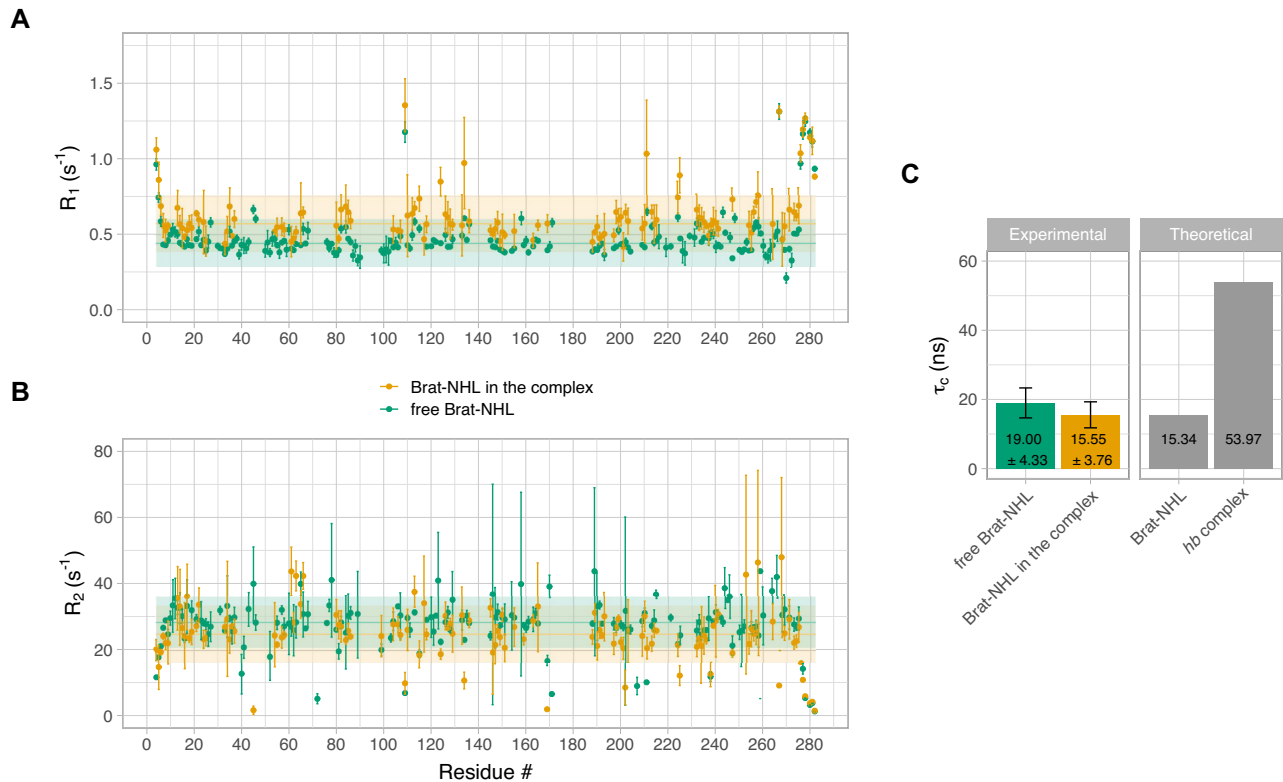 A
R1 (s-1)
1.5
1.0
0.5
0.0
0 20 40 60 80 100 120 140 160 180 200 220 240 260 280
Brat-NHL in the complex
free Brat-NHL
B
R2 (s-1)
80
60
40
20
0
0 20 40 60 80 100 120 140 160 180 200 220 240 260 280
Residue #
C
Experimental Theoretical
τc (ns)
60
40
20
0
19.00 15.55 15.34 53.97
± 4.33 ± 3.76
free Brat-NHL
Brat-NHL in the complex
Brat-NHL
hb complex